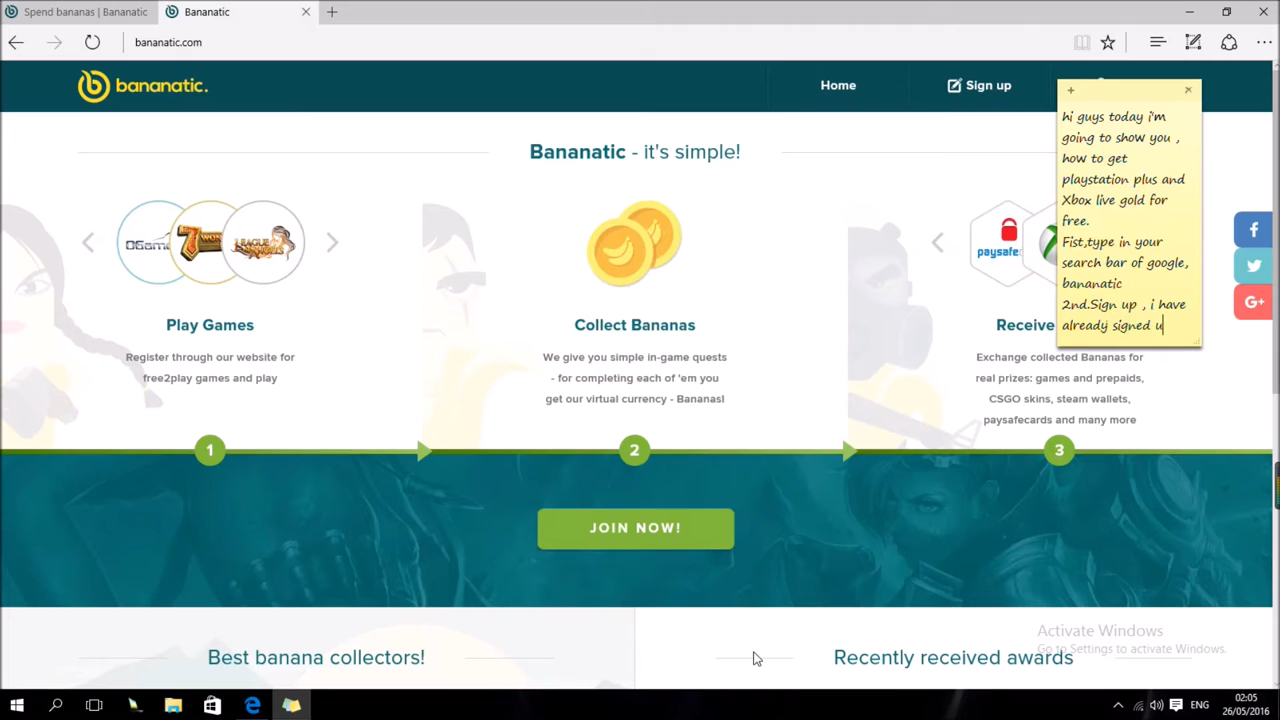 Spend bananas | Bananatic
Bananatic
bananatic.com
bananatic.
Home
Sign up
hi guys today i'm
going to show you ,
how to get
playstation plus and
Xbox live gold for
free.
Fist,type in your
search bar of google,
bananatic
2nd.Sign up , i have
already signed u
Bananatic - it's simple!
OGam
7 WON
LEAGUE
paysafe
Play Games
Register through our website for
free2play games and play
Collect Bananas
We give you simple in-game quests
- for completing each of 'em you
get our virtual currency - Bananas!
Receive
Exchange collected Bananas for
real prizes: games and prepaids,
CSGO skins, steam wallets,
paysafecards and many more
1
2
3
JOIN NOW!
Best banana collectors!
Recently received awards
Activate Windows
Go to Settings to activate Windows.
ENG
02:05
26/05/2016